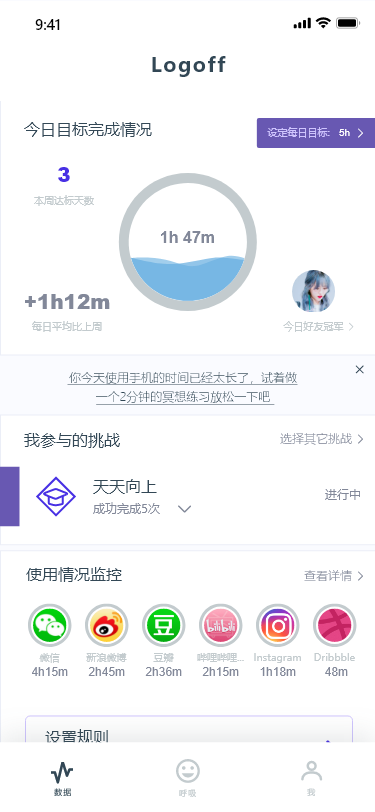 9:41
Logoff
今日目标完成情况
设定每日目标: 5h
3
本周达标天数
1h 47m
+1h12m
每日平均比上周
今日好友冠军
你今天使用手机的时间已经太长了，试着做
一个2分钟的冥想练习放松一下吧
我参与的挑战
选择其它挑战
天天向上
成功完成5次
进行中
使用情况监控
查看详情
豆
bilibili
微信 新浪微博 豆瓣 哔哩哔哩... Instagram Dribbble
4h15m 2h45m 2h36m 2h15m 1h18m 48m
设置规则
数据 呼吸 我